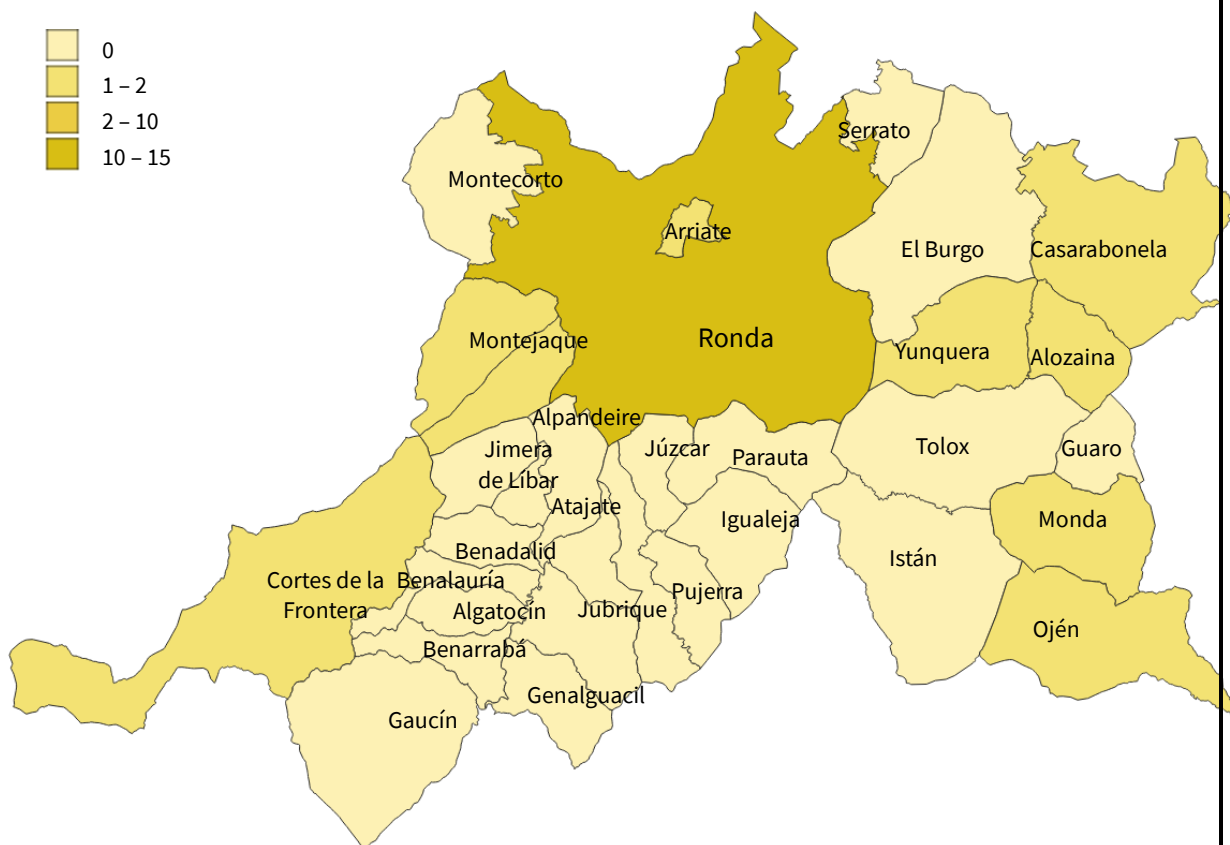 0
1 – 2
2 – 10
10 – 15
Serrato
Montecorto
Arriate
El Burgo
Casarabonela
Montejaque
Ronda
Yunquera
Alozaina
Alpandeire
Jimera
de Líbar
Júzcar
Parauta
Tolox
Guaro
Atajate
Igualeja
Monda
Benadalid
Istán
Cortes de la
Frontera
Benalauría
Algatocín
Jubrique
Pujerra
Ojén
Benarrabá
Genalguacil
Gaucín